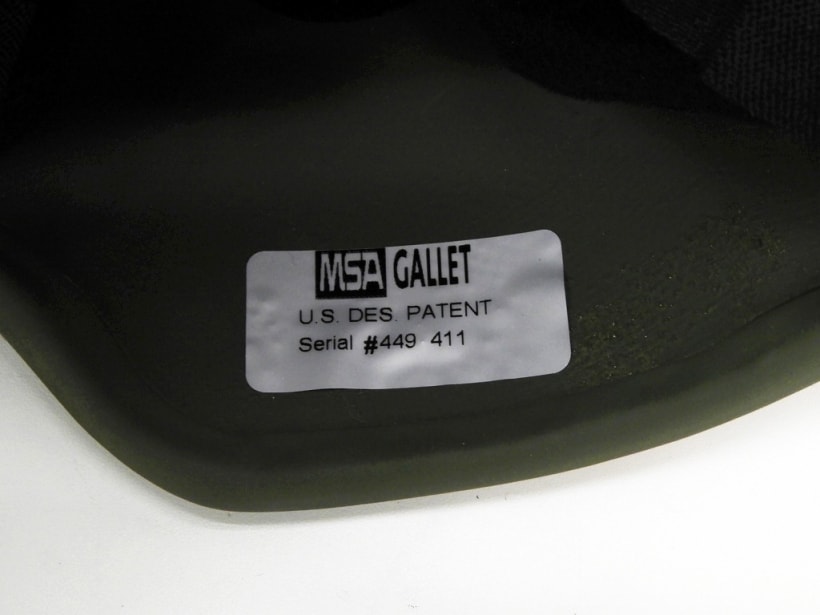 MSA GALLET
U.S. DES. PATENT
Serial #449 411